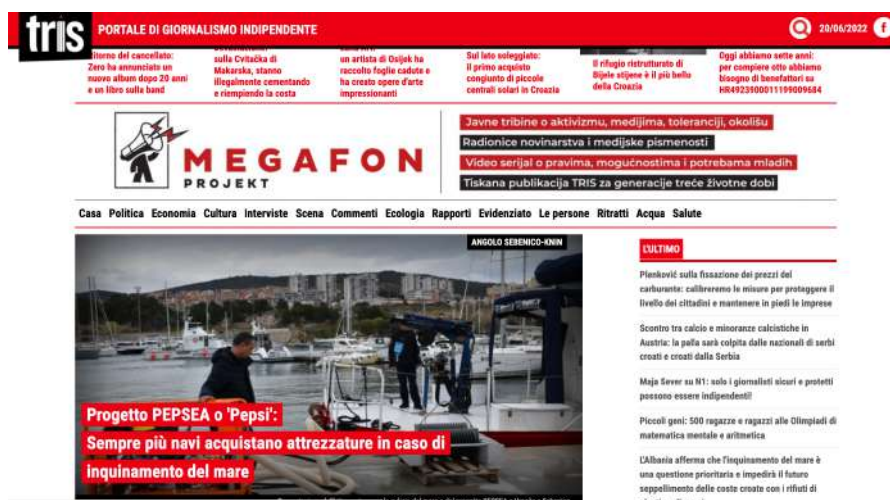 tris
PORTALE DI GIORNALISMO INDIPENDENTE
20/06/2022
f
Ritorno del cancellato:
Zero ha annunciato un
nuovo album dopo 20 anni
e un libro sulla band
sulla Cvitačka di
Makarska, stanno
illegalmente cementando
e riempiendo la costa
un artista di Osijek ha
raccolto foglie cadute e
ha creato opere d'arte
impressionanti
Sul lato soleggiato:
il primo acquisto
congiunto di piccole
centrali solari in Croazia
Il rifugio ristrutturato di
Bijele stijene è il più bello
della Croazia
Oggi abbiamo sette anni:
per compiere otto abbiamo
bisogno di benefattori su
HR4923900011199009684
MEGAFON
PROJEKT
Javne tribine o aktivizmu, medijima, toleranciji, okolišu
Radionice novinarstva i medijske pismenosti
Video serijal o pravima, mogućnostima i potrebama mladih
Tiskana publikacija TRIS za generacije treće životne dobi
Casa Politica Economia Cultura Interviste Scena Commenti Ecologia Rapporti Evidenziato Le persone Ritratti Acqua Salute
ANGOLO SEBENICO-KNIN
Progetto PEPSEA o 'Pepsi':
Sempre più navi acquistano attrezzature in caso di
inquinamento del mare
L'ULTIMO
Plenković sulla fissazione dei prezzi del
carburante: calibreremo le misure per proteggere il
livello dei cittadini e mantenere in piedi le imprese
Scontro tra calcio e minoranze calcistiche in
Austria: la palla sarà colpita dalle nazionali di serbi
croati e croati dalla Serbia
Maja Sever su N1: solo i giornalisti sicuri e protetti
possono essere indipendenti!
Piccoli geni: 500 ragazze e ragazzi alle Olimpiadi di
matematica mentale e aritmetica
L'Albania afferma che l'inquinamento del mare è
una questione prioritaria e impedirà il futuro
seppellimento delle coste croate con i rifiuti di